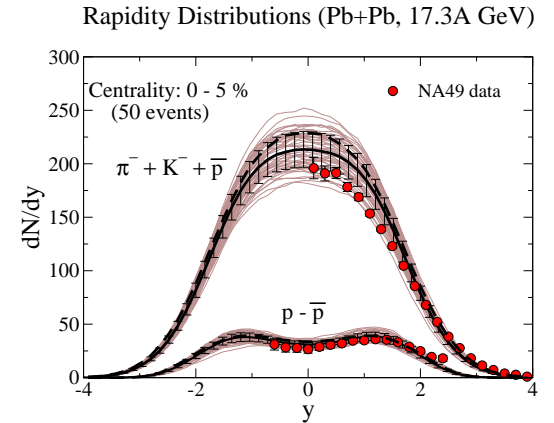 Rapidity Distributions (Pb+Pb, 17.3A GeV)
300
250
200
150
100
50
0
dN/dy
Centrality: 0 - 5 %
(50 events)
NA49 data
π⁻ + K⁻ + p̅
p - p̅
-4 -2 0 2 4
y